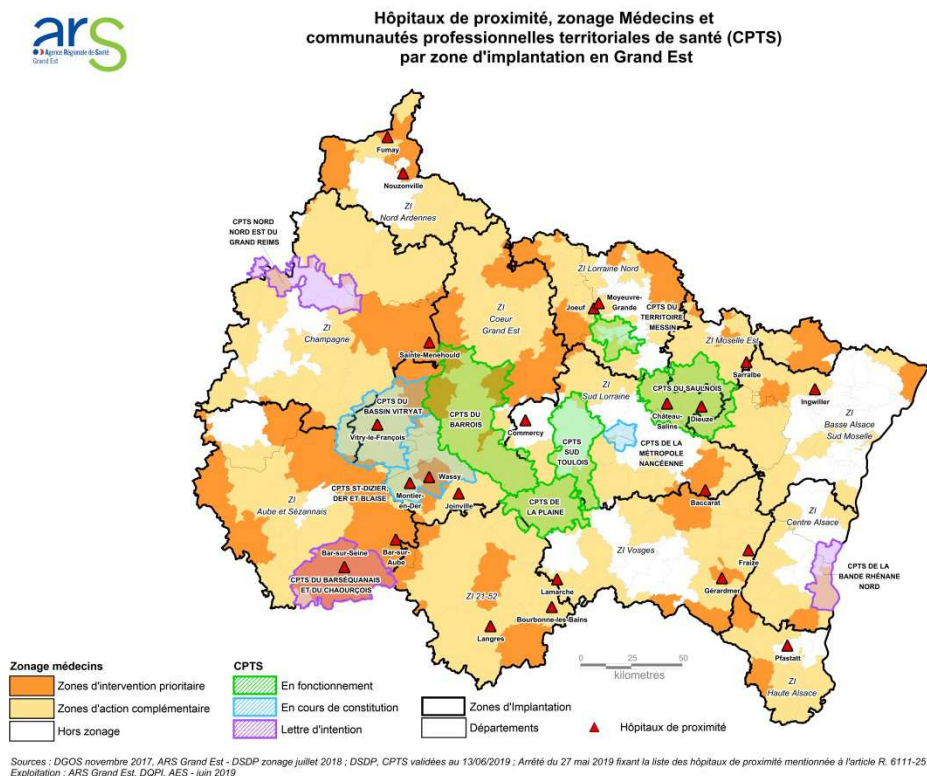 ars
Agence Régionale de Santé
Grand Est
Hôpitaux de proximité, zonage Médecins et
communautés professionnelles territoriales de santé (CPTS)
par zone d'implantation en Grand Est
Fumay
Nouzonville
ZI
Nord Ardennes
CPTS NORD
NORD EST DU
GRAND REIMS
ZI Lorraine Nord
Moyeuvre-
Grande
Joeuf
CPTS DU
TERRITOIRE
MESSIN
ZI
Coeur
Grand Est
ZI
Champagne
Sainte-Menehould
ZI Moselle Est
Sarralbe
Ingwiller
ZI
Sud Lorraine
CPTS DU SAULNOIS
Château-
Salins
Dieuze
Basse Alsace
Sud Moselle
CPTS DU
BASSIN VITRYAT
Vitry-le-François
CPTS DU
BARROIS
Commercy
CPTS
SUD
TOULOIS
CPTS DE LA
MÉTROPOLE
NANCÉENNE
CPTS ST-DIZIER
DER ET BLAISE
Wassy
Montier-
en-Der
Joinville
CPTS DE
LA PLAINE
Baccarat
ZI
Aube et Sézannais
ZI
Centre Alsace
Bar-sur-Seine
Bar-sur-
Aube
CPTS DU BARSÉQUANAIS
ET DU CHAOURÇOIS
ZI Vosges
Fraize
CPTS DE LA
BANDE RHÉNANE
NORD
Gérardmer
Lamarche
ZI 21-52
Bourbonne-les-Bains
Langres
Pfastatt
ZI
Haute Alsace
0 25 50
kilometres
Zonage médecins
Zones d'intervention prioritaire
Zones d'action complémentaire
Hors zonage
CPTS
En fonctionnement
En cours de constitution
Lettre d'intention
Zones d'Implantation
Départements
Hôpitaux de proximité
Sources : DGOS novembre 2017, ARS Grand Est - DSDP zonage juillet 2018 ; DSDP, CPTS validées au 13/06/2019 ; Arrêté du 27 mai 2019 fixant la liste des hôpitaux de proximité mentionnée à l'article R. 6111-25
Exploitation : ARS Grand Est, DQPI, AES - juin 2019